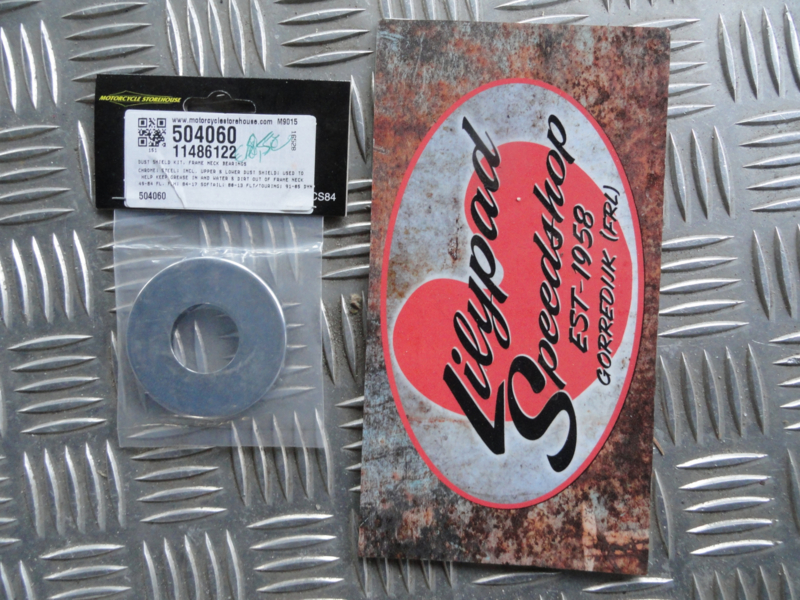 MOTORCYCLE STOREHOUSE
www.motorcyclestorehouse.com M9015
504060
11486122
DUST SHIELD KIT, FRAME NECK BEARINGS
CHROME STEEL) INCL. UPPER & LOWER DUST SHIELD) USED TO
HELP KEEP GREASE IN AND WATER & DIRT OUT OF FRAME NECK
504060
CS84
Lilypad
Speedshop
EST-1958
GORREDIJK (FRL)